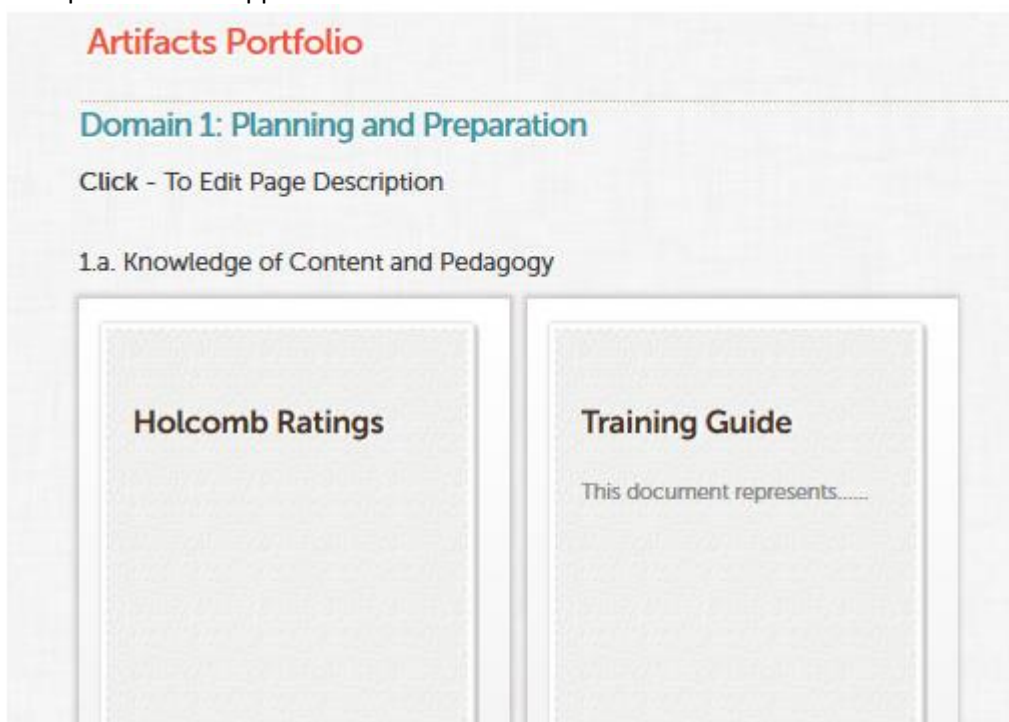 Artifacts Portfolio
Domain 1: Planning and Preparation
Click - To Edit Page Description
1.a. Knowledge of Content and Pedagogy
Holcomb Ratings
Training Guide
This document represents......